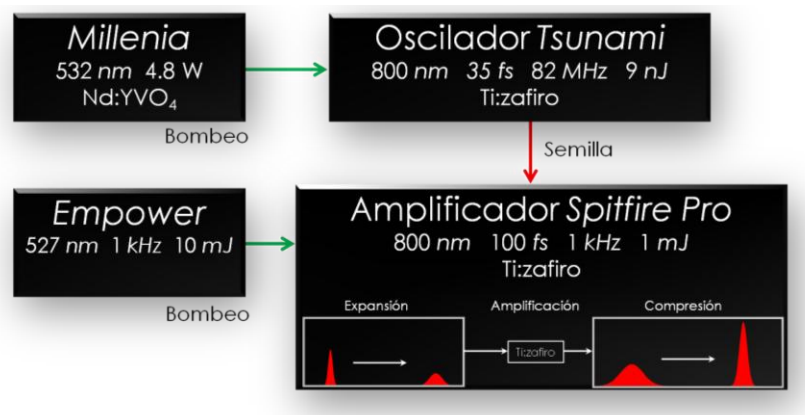 Millenia
532 nm 4.8 W
Nd:YVO₄
Bombeo
Oscilador Tsunami
800 nm 35 fs 82 MHz 9 nJ
Ti:zafiro
Semilla
Empower
527 nm 1 kHz 10 mJ
Bombeo
Amplificador Spitfire Pro
800 nm 100 fs 1 kHz 1 mJ
Ti:zafiro
Expansión Amplificación Compresión
Ti:zafiro